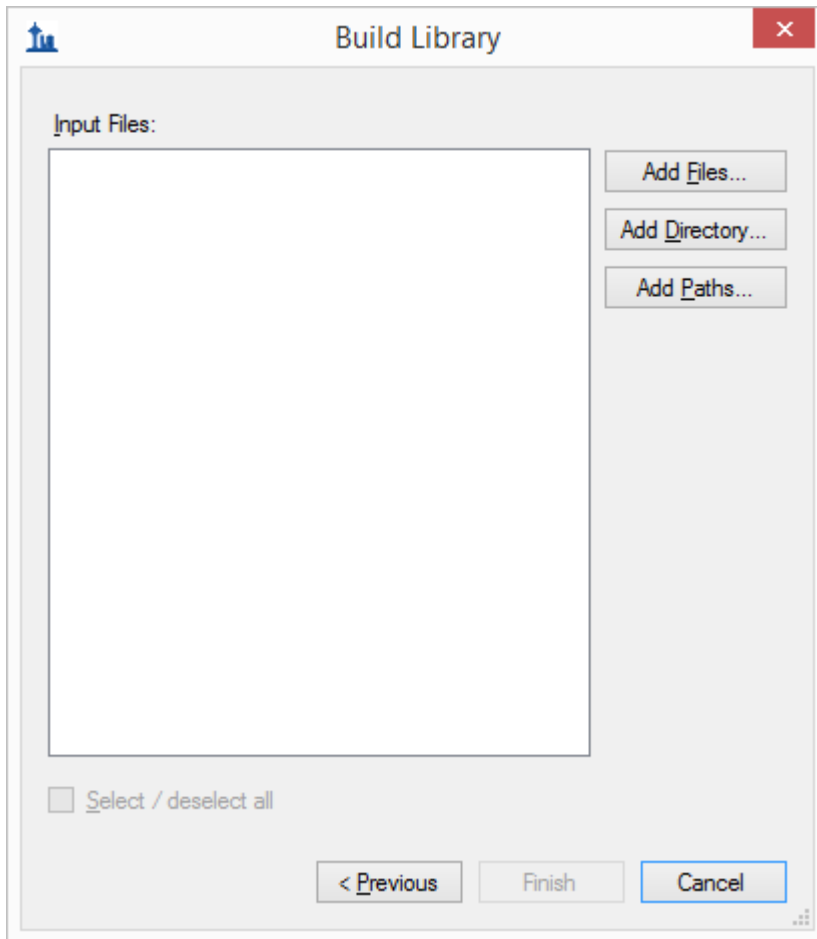 Build Library
Input Files:
Add Files...
Add Directory...
Add Paths...
Select / deselect all
< Previous
Finish
Cancel